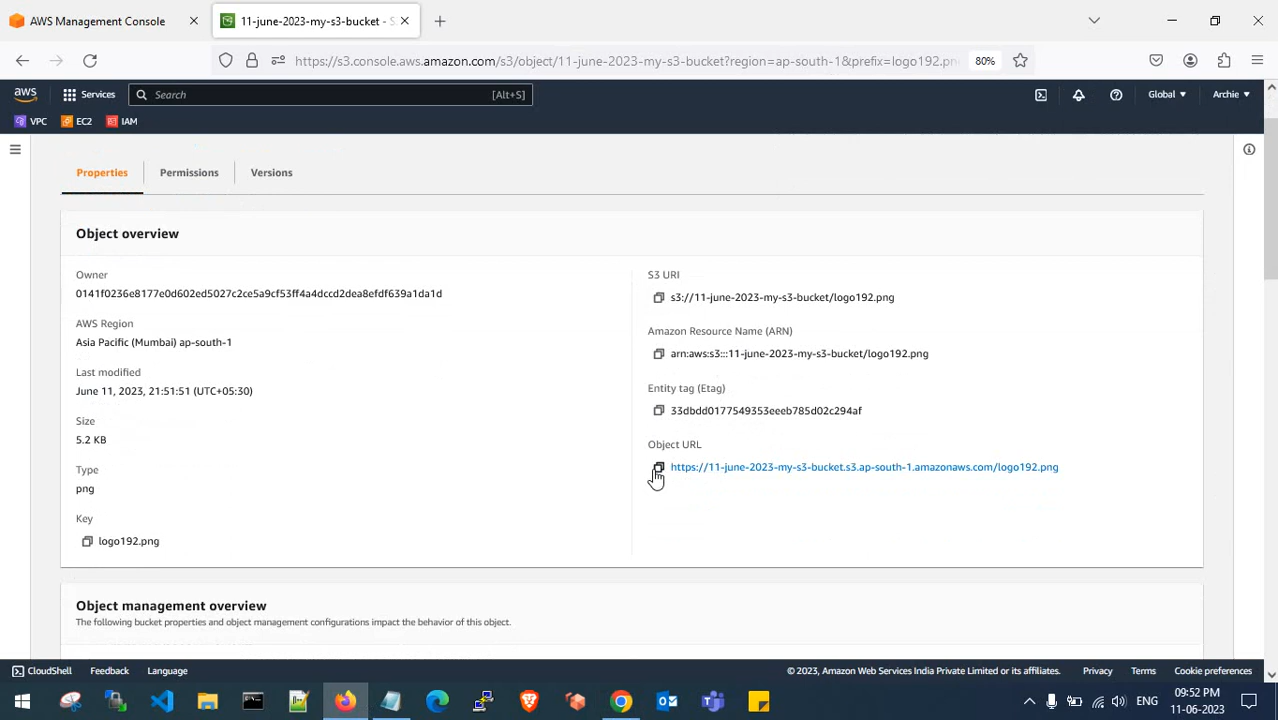 AWS Management Console
11-june-2023-my-s3-bucket - S
https://s3.console.aws.amazon.com/s3/object/11-june-2023-my-s3-bucket?region=ap-south-1&prefix=logo192.pn
80%
aws
Services
Search
[Alt+S]
Global
Archie
VPC
EC2
IAM
Properties
Permissions
Versions
Object overview
Owner
0141f0236e8177e0d602ed5027c2ce5a9cf53ff4a4dccd2dea8efdf639a1da1d
AWS Region
Asia Pacific (Mumbai) ap-south-1
Last modified
June 11, 2023, 21:51:51 (UTC+05:30)
Size
5.2 KB
Type
png
Key
logo192.png
S3 URI
s3://11-june-2023-my-s3-bucket/logo192.png
Amazon Resource Name (ARN)
arn:aws:s3:::11-june-2023-my-s3-bucket/logo192.png
Entity tag (Etag)
33dbdd0177549353eeeb785d02c294af
Object URL
https://11-june-2023-my-s3-bucket.s3.ap-south-1.amazonaws.com/logo192.png
Object management overview
The following bucket properties and object management configurations impact the behavior of this object.
CloudShell
Feedback
Language
© 2023, Amazon Web Services India Private Limited or its affiliates.
Privacy
Terms
Cookie preferences
ENG
09:52 PM
11-06-2023